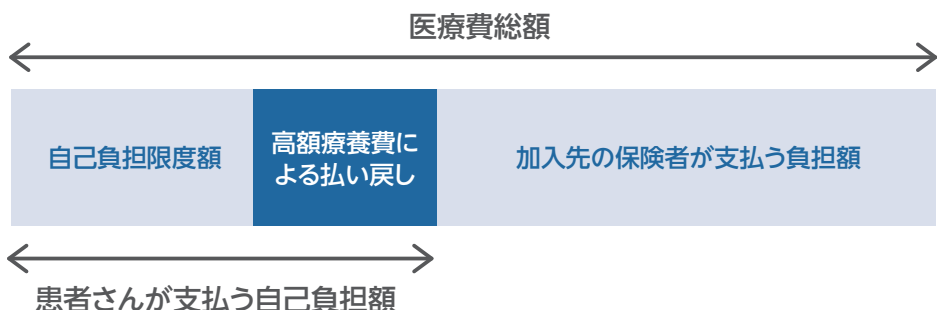 医療費総額
自己負担限度額
高額療養費に
よる払い戻し
加入先の保険者が支払う負担額
患者さんが支払う自己負担額